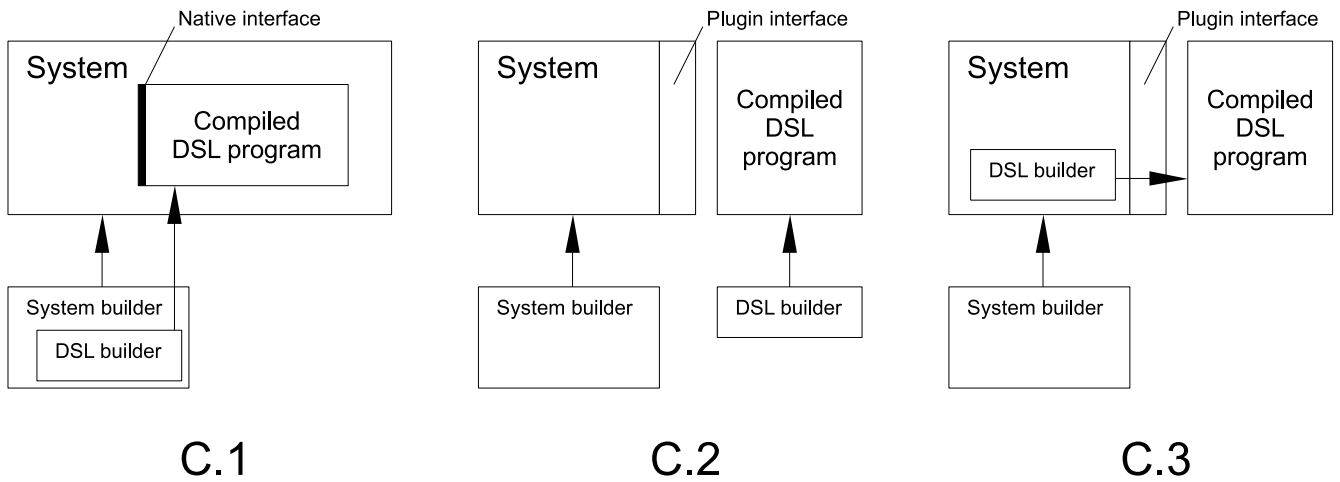 Native interface
System
Compiled
DSL program
System builder
DSL builder
C.1
Plugin interface
System
Compiled
DSL
program
System builder
DSL builder
C.2
Plugin interface
System
DSL builder
Compiled
DSL
program
System builder
C.3